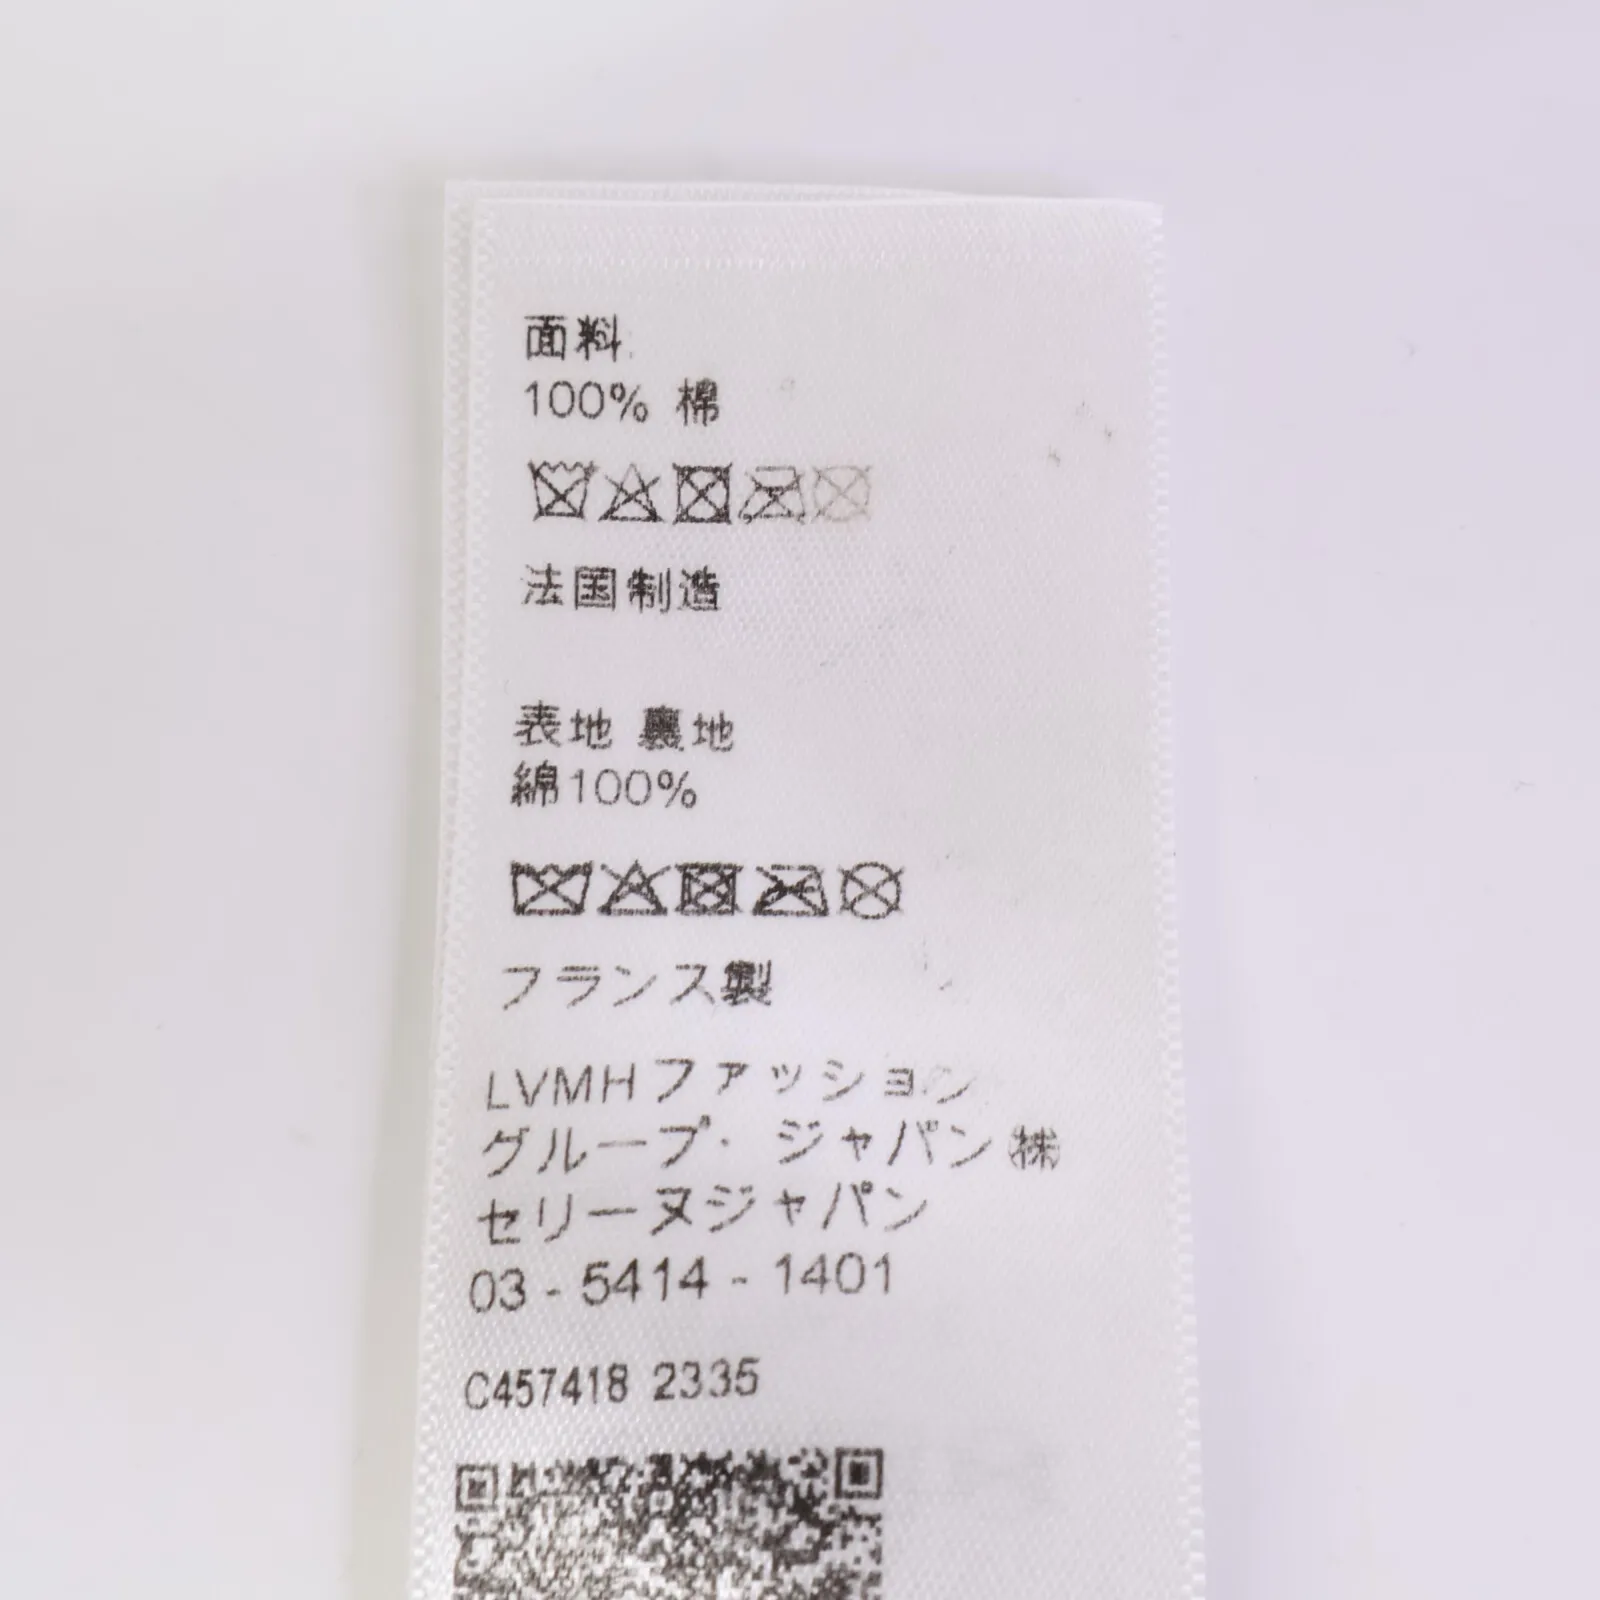 面料
100% 棉
法国制造
表地 裏地
綿100%
フランス製
LVMHファッション
グループ・ジャパン㈱
セリーヌジャパン
03-5414-1401
C457418 2335